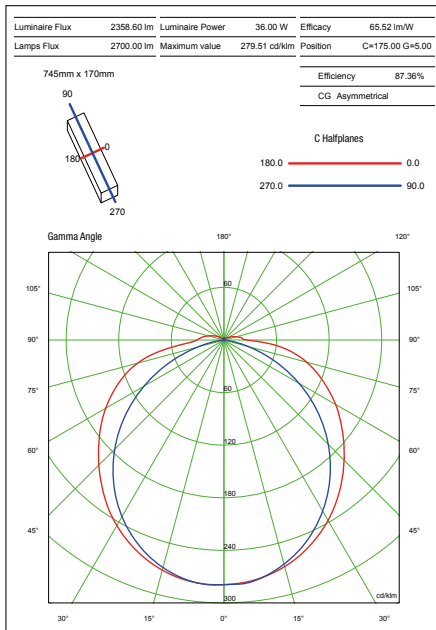 Luminaire Flux 2358.60 lm Luminaire Power 36.00 W Efficacy 65.52 lm/W
Lamps Flux 2700.00 lm Maximum value 279.51 cd/klm Position C=175.00 G=5.00
745mm x 170mm
Efficiency 87.36%
CG Asymmetrical
90
0
180
270
C Halfplanes
180.0 0.0
270.0 90.0
Gamma Angle 180° 120°
105° 105°
60
90° 90°
60
75° 75°
120
60° 60°
180
45° 45°
240
cd/klm
300
30° 15° 0° 15° 30°